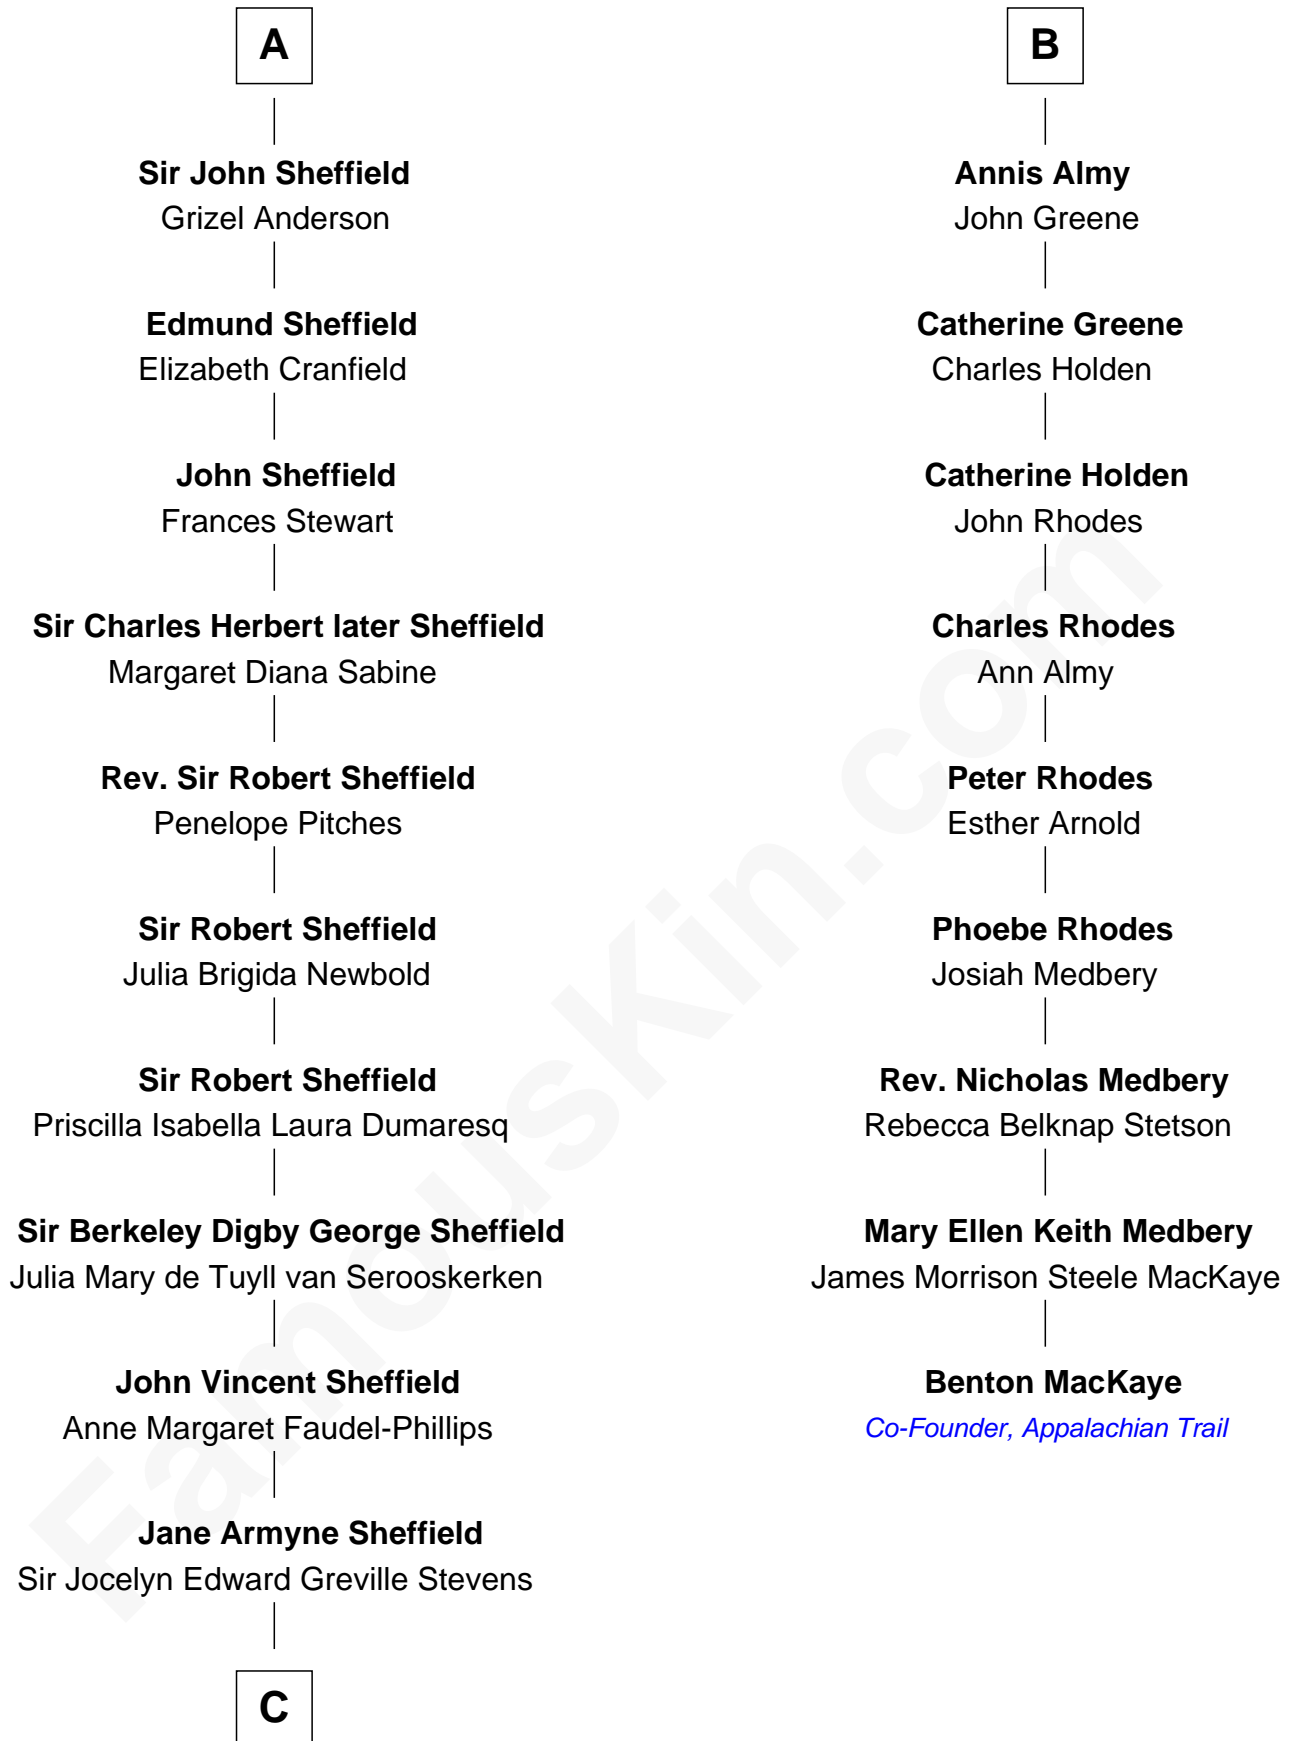 A
Sir John Sheffield
Grizel Anderson
Edmund Sheffield
Elizabeth Cranfield
John Sheffield
Frances Stewart
Sir Charles Herbert later Sheffield
Margaret Diana Sabine
Rev. Sir Robert Sheffield
Penelope Pitches
Sir Robert Sheffield
Julia Brigida Newbold
Sir Robert Sheffield
Priscilla Isabella Laura Dumaresq
Sir Berkeley Digby George Sheffield
Julia Mary de Tuyll van Serooskerken
John Vincent Sheffield
Anne Margaret Faudel-Phillips
Jane Armyne Sheffield
Sir Jocelyn Edward Greville Stevens
C
B
Annis Almy
John Greene
Catherine Greene
Charles Holden
Catherine Holden
John Rhodes
Charles Rhodes
Ann Almy
Peter Rhodes
Esther Arnold
Phoebe Rhodes
Josiah Medbery
Rev. Nicholas Medbery
Rebecca Belknap Stetson
Mary Ellen Keith Medbery
James Morrison Steele MacKaye
Benton MacKaye
Co-Founder, Appalachian Trail
FamousKin.com